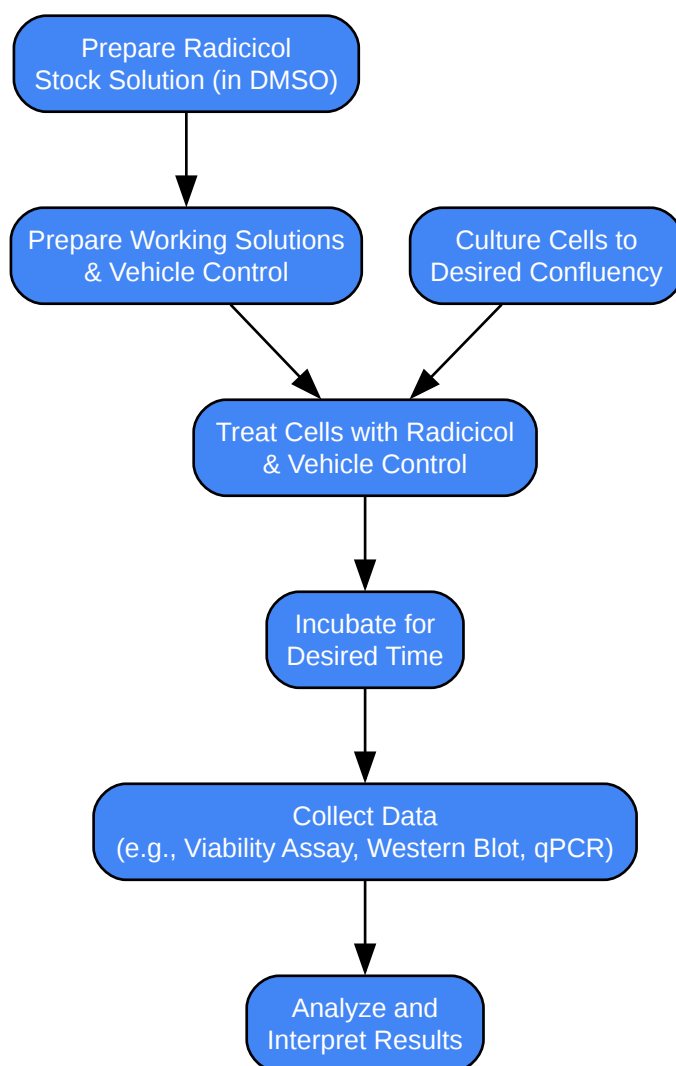 Prepare Radicicol
Stock Solution (in DMSO)
Prepare Working Solutions
& Vehicle Control
Culture Cells to
Desired Confluency
Treat Cells with Radicicol
& Vehicle Control
Incubate for
Desired Time
Collect Data
(e.g., Viability Assay, Western Blot, qPCR)
Analyze and
Interpret Results